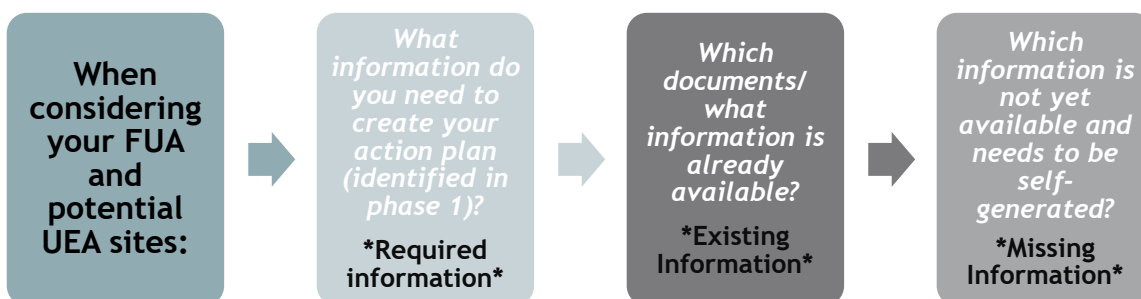 When
considering
your FUA
and
potential
UEA sites:
What
information do
you need to
create your
action plan
(identified in
phase 1)?
*Required
information*
Which
documents/
what
information is
already
available?
*Existing
Information*
Which
information is
not yet
available and
needs to be
self-
generated?
*Missing
Information*